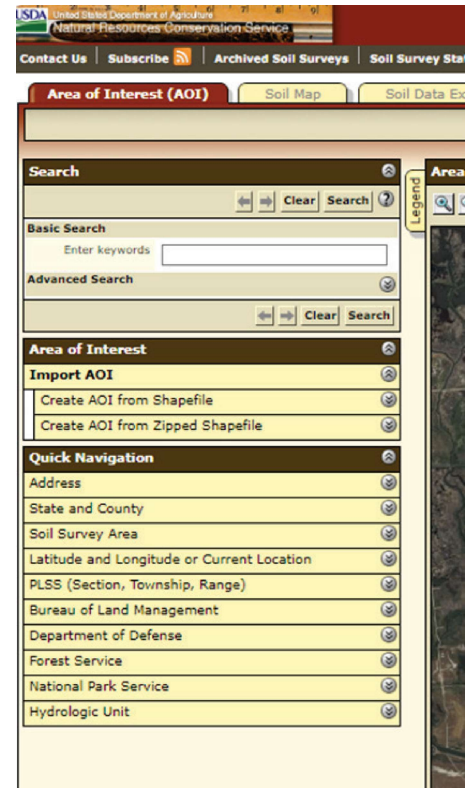 USDA United States Department of Agriculture
Natural Resources Conservation Service
Contact Us Subscribe Archived Soil Surveys Soil Survey Sta
Area of Interest (AOI) Soil Map Soil Data Ex
Search
Area
Legend
Clear Search ?
Basic Search
Enter keywords
Advanced Search
Clear Search
Area of Interest
Import AOI
Create AOI from Shapefile
Create AOI from Zipped Shapefile
Quick Navigation
Address
State and County
Soil Survey Area
Latitude and Longitude or Current Location
PLSS (Section, Township, Range)
Bureau of Land Management
Department of Defense
Forest Service
National Park Service
Hydrologic Unit